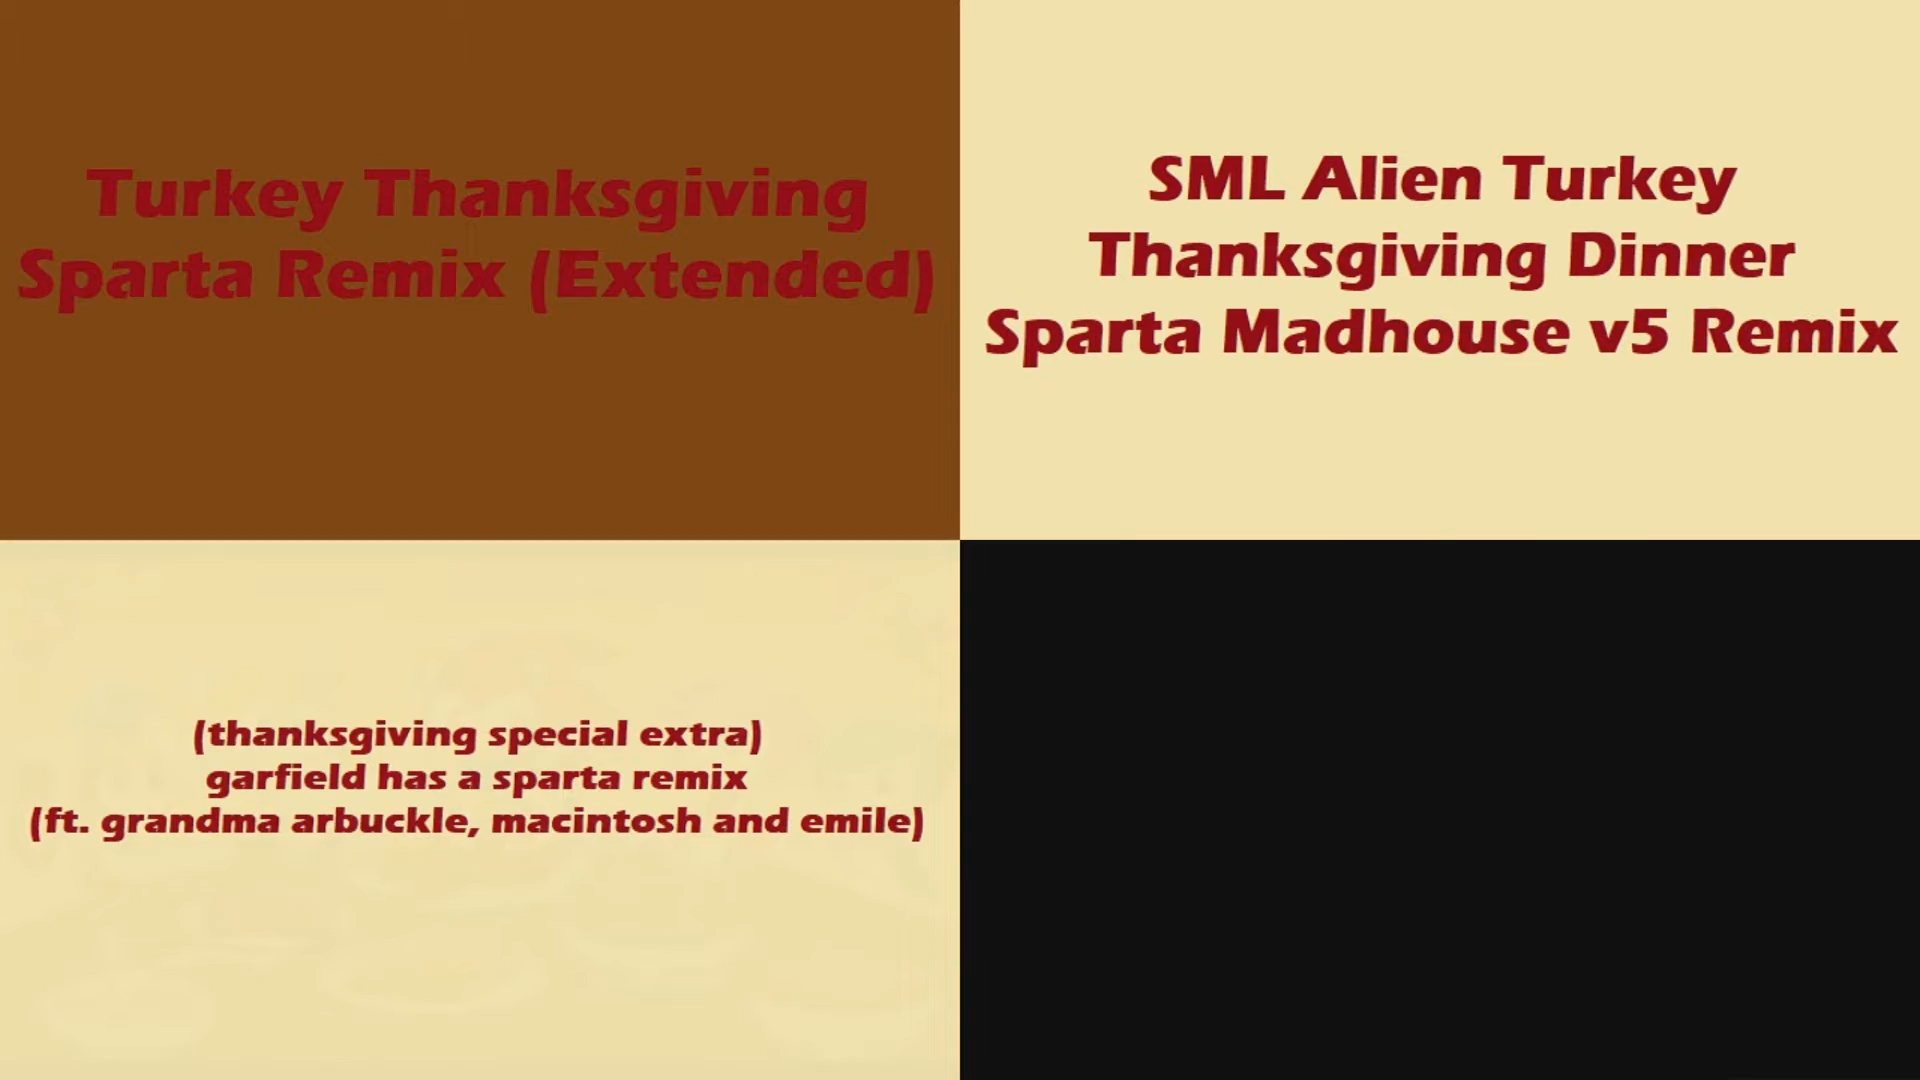 Turkey Thanksgiving
Sparta Remix (Extended)
SML Alien Turkey
Thanksgiving Dinner
Sparta Madhouse v5 Remix
(thanksgiving special extra)
garfield has a sparta remix
(ft. grandma arbuckle, macintosh and emile)